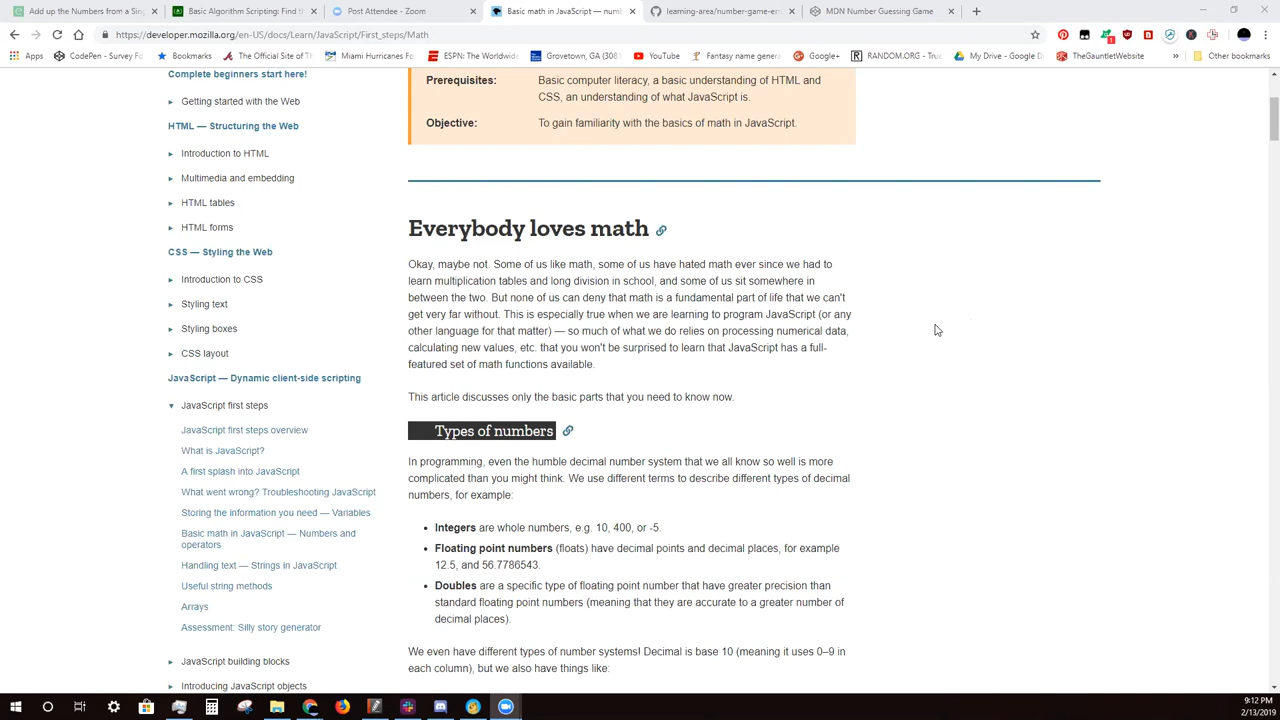 Add up the Numbers from a Sin
Basic Algorithm Scripting: Find th
Post Attendee - Zoom
Basic math in JavaScript — numb
learning-area/number-game-err
MDN Number Guessing Game
https://developer.mozilla.org/en-US/docs/Learn/JavaScript/First_steps/Math
Apps
CodePen - Survey Fo
Bookmarks
The Official Site of Th
Miami Hurricanes Foot
ESPN: The Worldwide
Grovetown, GA (3081
YouTube
Fantasy name genera
Google+
RANDOM.ORG - True
My Drive - Google D
TheGauntletWebsite
»
Other bookmarks
Complete beginners start here!
Getting started with the Web
HTML — Structuring the Web
Introduction to HTML
Multimedia and embedding
HTML tables
HTML forms
CSS — Styling the Web
Introduction to CSS
Styling text
Styling boxes
CSS layout
JavaScript — Dynamic client-side scripting
JavaScript first steps
JavaScript first steps overview
What is JavaScript?
A first splash into JavaScript
What went wrong? Troubleshooting JavaScript
Storing the information you need — Variables
Basic math in JavaScript — Numbers and
operators
Handling text — Strings in JavaScript
Useful string methods
Arrays
Assessment: Silly story generator
JavaScript building blocks
Introducing JavaScript objects
Prerequisites: Basic computer literacy, a basic understanding of HTML and
CSS, an understanding of what JavaScript is.
Objective: To gain familiarity with the basics of math in JavaScript.
Everybody loves math
Okay, maybe not. Some of us like math, some of us have hated math ever since we had to
learn multiplication tables and long division in school, and some of us sit somewhere in
between the two. But none of us can deny that math is a fundamental part of life that we can't
get very far without. This is especially true when we are learning to program JavaScript (or any
other language for that matter) — so much of what we do relies on processing numerical data,
calculating new values, etc. that you won't be surprised to learn that JavaScript has a full-
featured set of math functions available.
This article discusses only the basic parts that you need to know now.
Types of numbers
In programming, even the humble decimal number system that we all know so well is more
complicated than you might think. We use different terms to describe different types of decimal
numbers, for example:
• Integers are whole numbers, e.g. 10, 400, or -5.
• Floating point numbers (floats) have decimal points and decimal places, for example
12.5, and 56.7786543.
• Doubles are a specific type of floating point number that have greater precision than
standard floating point numbers (meaning that they are accurate to a greater number of
decimal places).
We even have different types of number systems! Decimal is base 10 (meaning it uses 0–9 in
each column), but we also have things like:
9:12 PM
2/13/2019